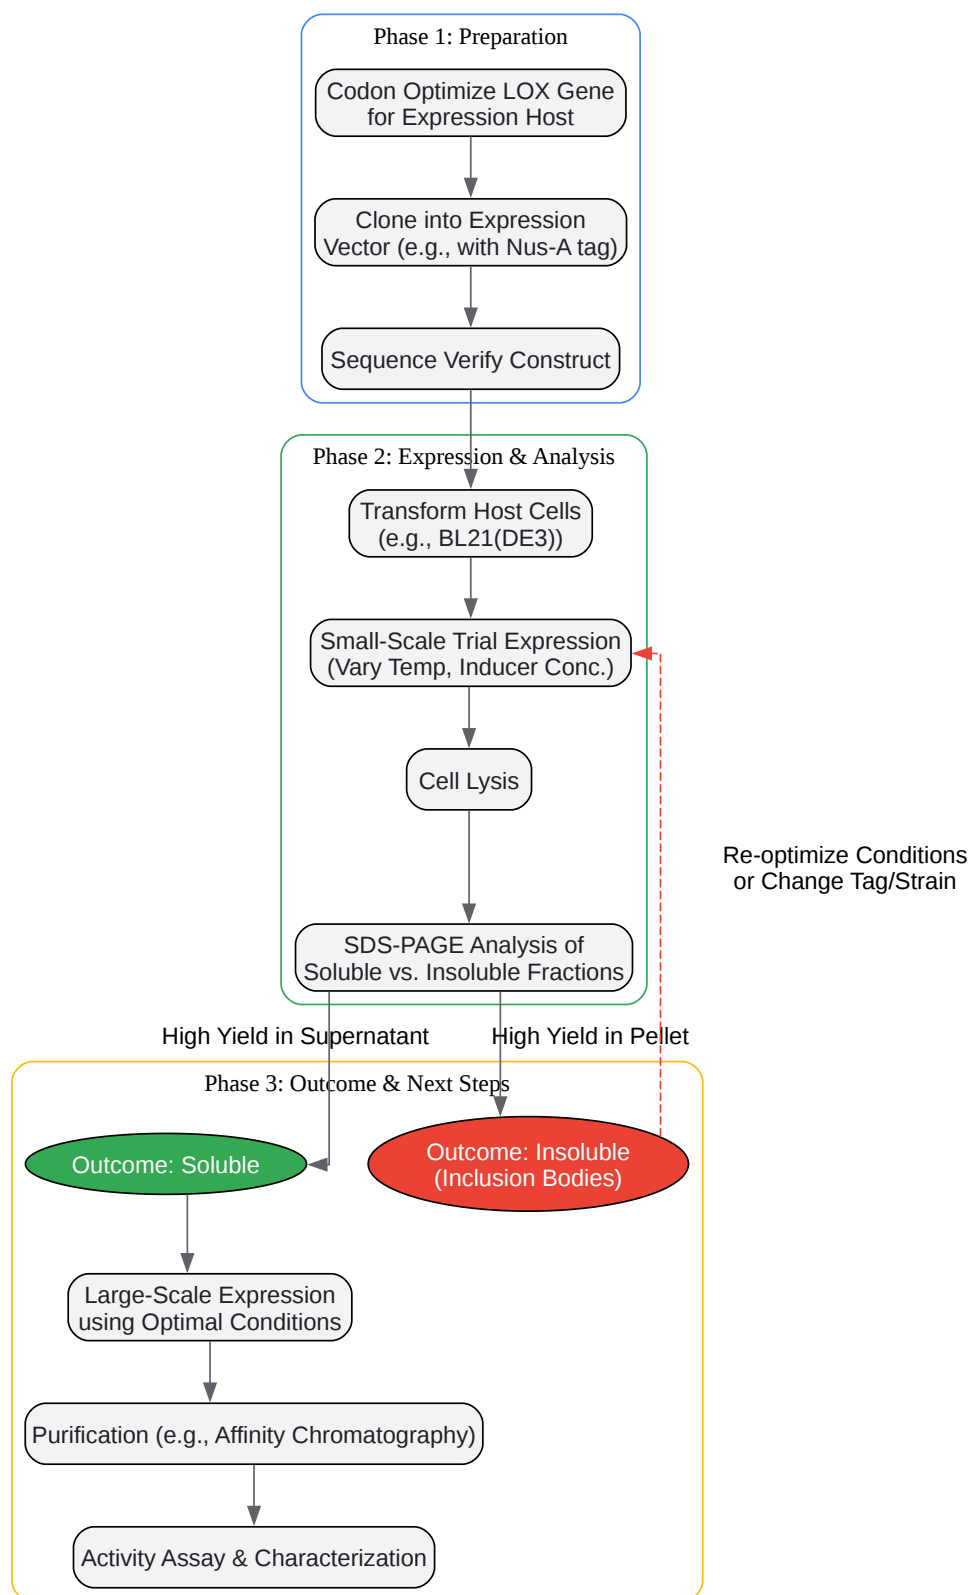 Phase 1: Preparation
Codon Optimize LOX Gene
for Expression Host
Clone into Expression
Vector (e.g., with Nus-A tag)
Sequence Verify Construct
Phase 2: Expression & Analysis
Transform Host Cells
(e.g., BL21(DE3))
Small-Scale Trial Expression
(Vary Temp, Inducer Conc.)
Cell Lysis
Re-optimize Conditions
or Change Tag/Strain
SDS-PAGE Analysis of
Soluble vs. Insoluble Fractions
High Yield in Supernatant
High Yield in Pellet
Phase 3: Outcome & Next Steps
Outcome: Soluble
Outcome: Insoluble
(Inclusion Bodies)
Large-Scale Expression
using Optimal Conditions
Purification (e.g., Affinity Chromatography)
Activity Assay & Characterization